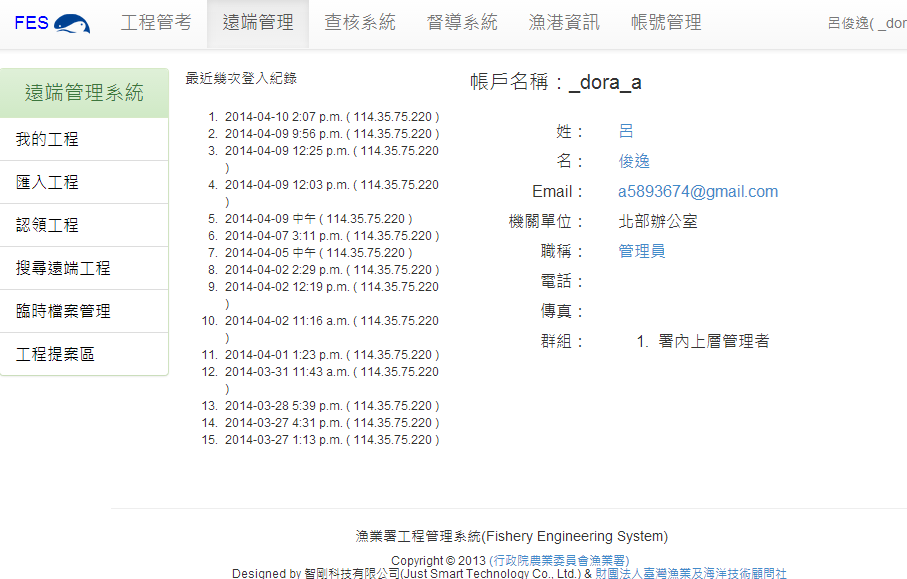 FES 工程管考 遠端管理 查核系統 督導系統 漁港資訊 帳號管理 呂俊逸( _dor
遠端管理系統
我的工程
匯入工程
認領工程
搜尋遠端工程
臨時檔案管理
工程提案區
最近幾次登入紀錄
1. 2014-04-10 2:07 p.m. ( 114.35.75.220 )
2. 2014-04-09 9:56 p.m. ( 114.35.75.220 )
3. 2014-04-09 12:25 p.m. ( 114.35.75.220
)
4. 2014-04-09 12:03 p.m. ( 114.35.75.220
)
5. 2014-04-09 中午 ( 114.35.75.220 )
6. 2014-04-07 3:11 p.m. ( 114.35.75.220 )
7. 2014-04-05 中午 ( 114.35.75.220 )
8. 2014-04-02 2:29 p.m. ( 114.35.75.220 )
9. 2014-04-02 12:19 p.m. ( 114.35.75.220
)
10. 2014-04-02 11:16 a.m. ( 114.35.75.220
)
11. 2014-04-01 1:23 p.m. ( 114.35.75.220 )
12. 2014-03-31 11:43 a.m. ( 114.35.75.220
)
13. 2014-03-28 5:39 p.m. ( 114.35.75.220 )
14. 2014-03-27 4:31 p.m. ( 114.35.75.220 )
15. 2014-03-27 1:13 p.m. ( 114.35.75.220 )
帳戶名稱：_dora_a
姓： 呂
名： 俊逸
Email： a5893674@gmail.com
機關單位： 北部辦公室
職稱： 管理員
電話：
傳真：
群組： 1. 署內上層管理者
漁業署工程管理系統(Fishery Engineering System)
Copyright © 2013 (行政院農業委員會漁業署)
Designed by 智剛科技有限公司(Just Smart Technology Co., Ltd.) & 財團法人臺灣漁業及海洋技術顧問社